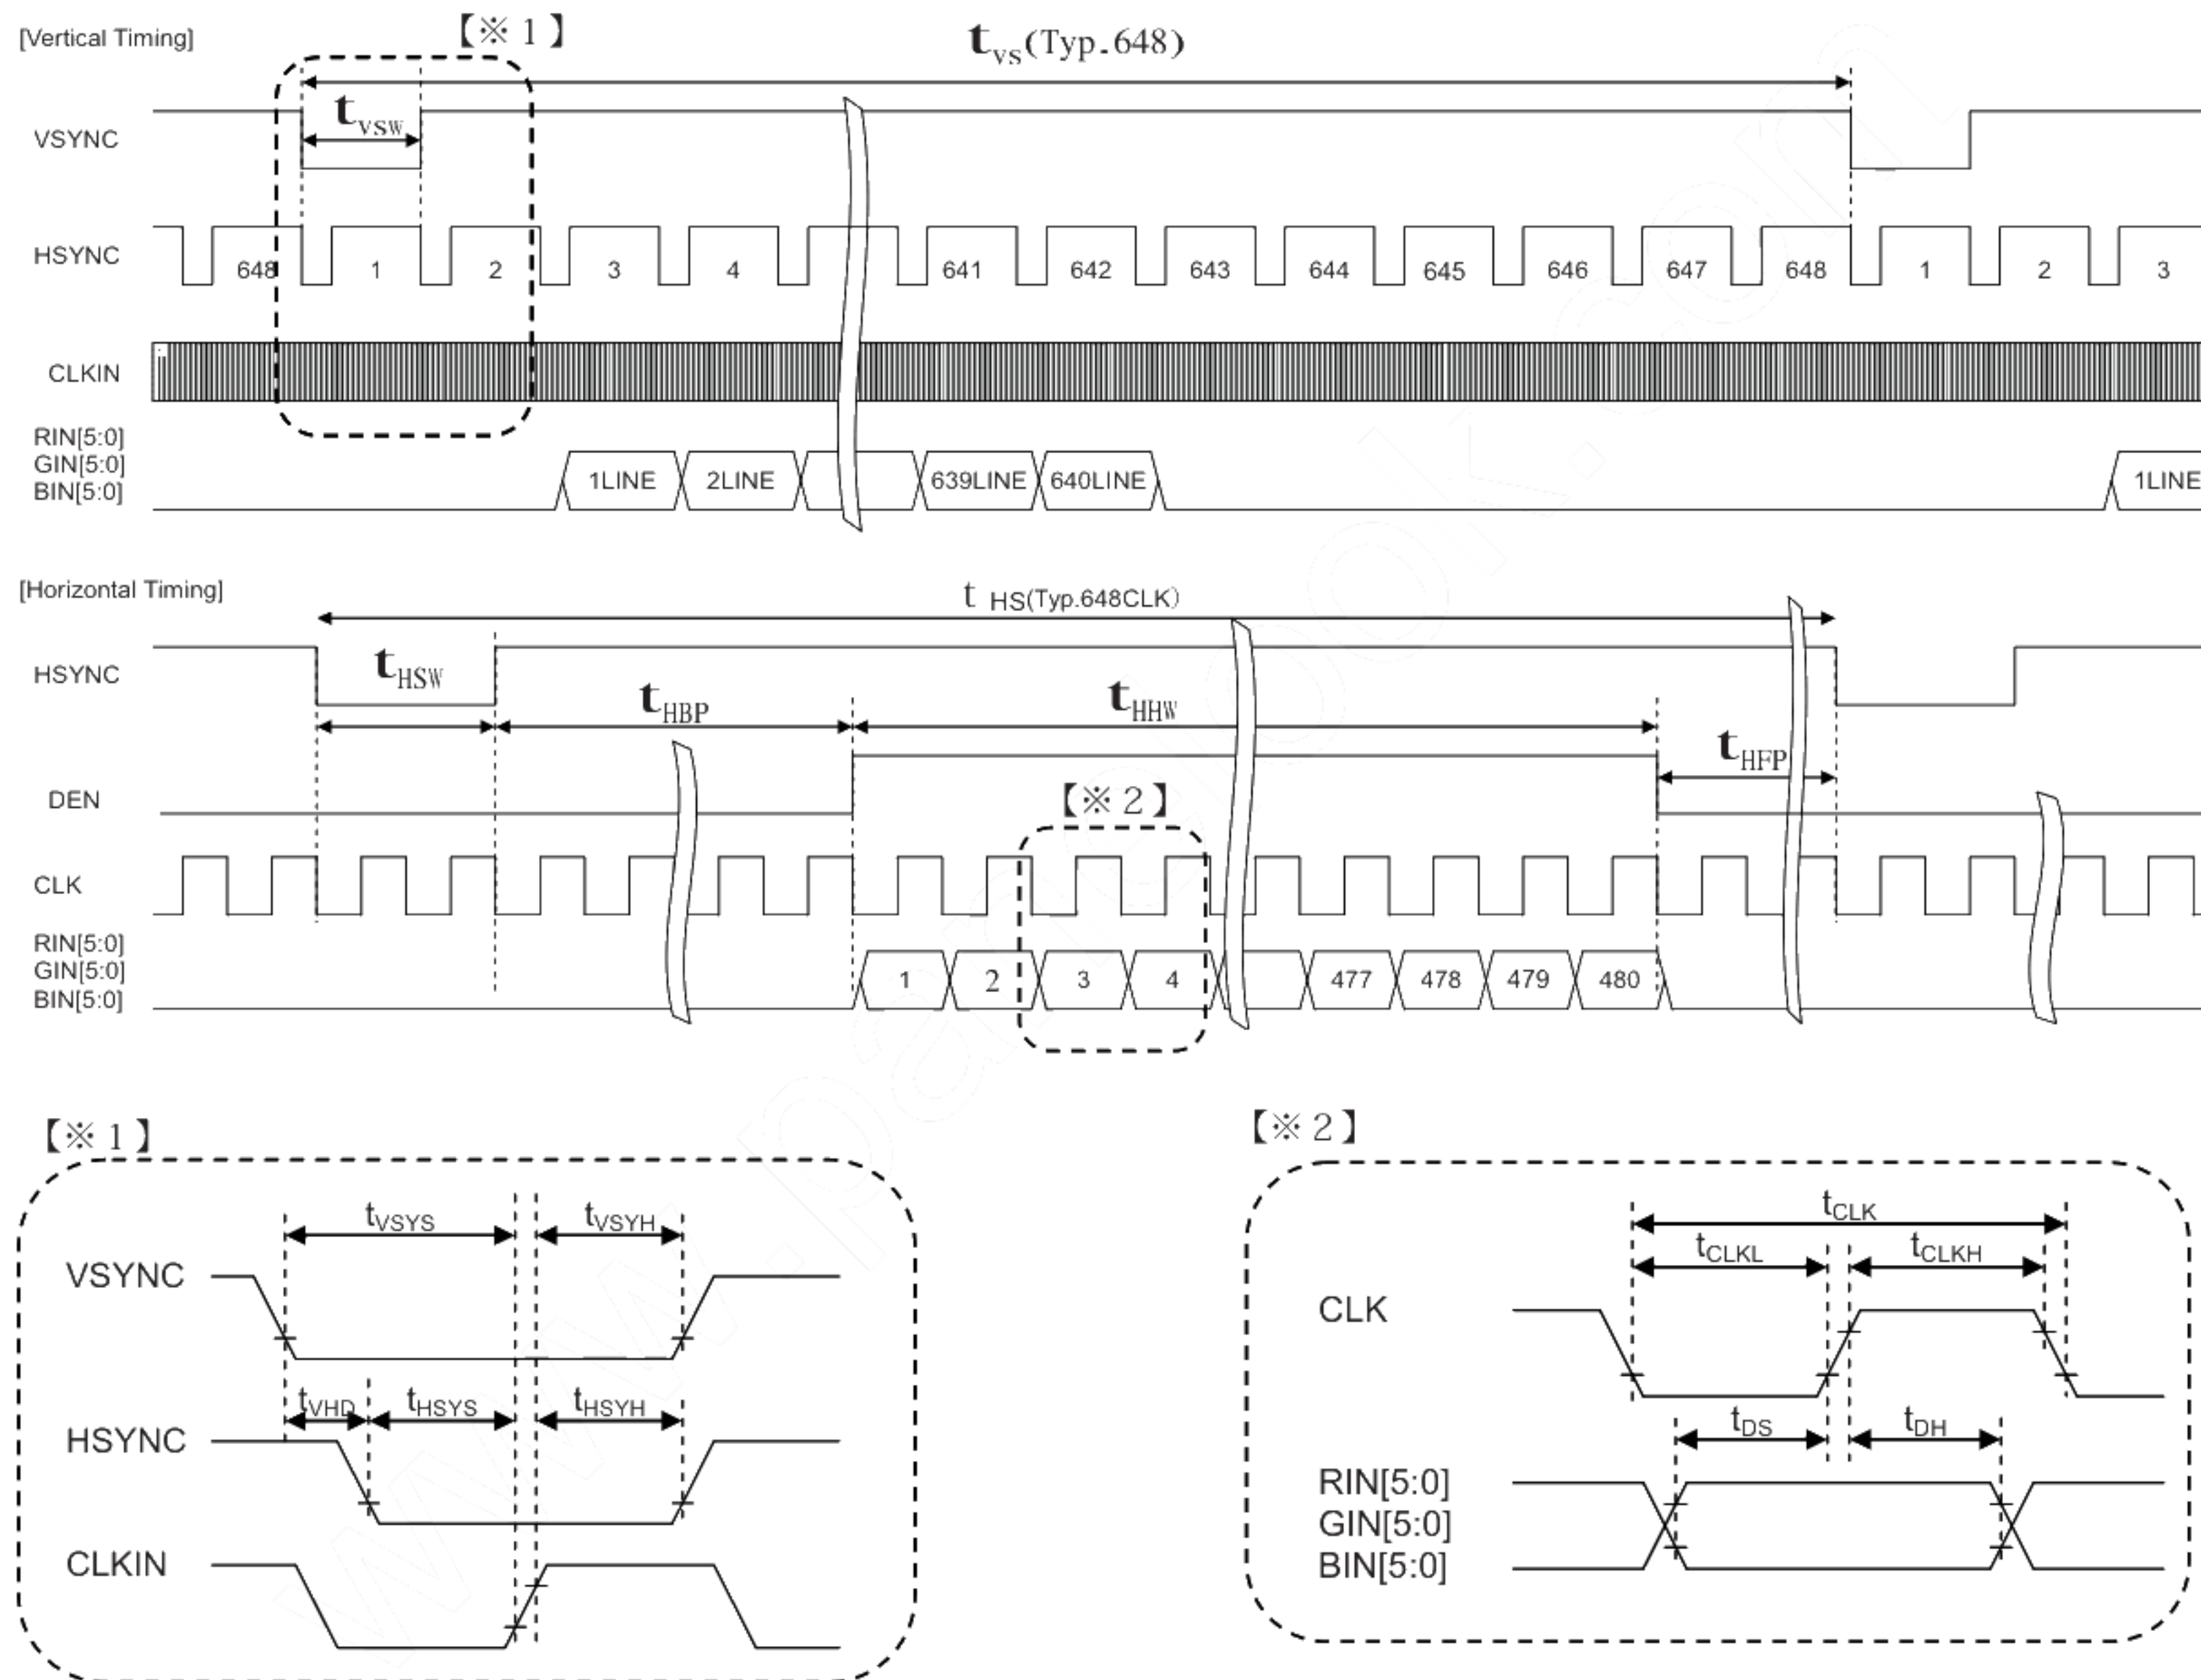 [Vertical Timing]
【※1】
tvs(Typ.648)
tVSW
VSYNC
HSYNC
648 1 2 3 4 641 642 643 644 645 646 647 648 1 2 3
CLKIN
RIN[5:0]
GIN[5:0]
BIN[5:0]
1LINE 2LINE 639LINE 640LINE 1LINE
[Horizontal Timing]
t HS(Typ.648CLK)
HSYNC
tHSW
tHBP
tHHW
tHFP
DEN
【※2】
CLK
RIN[5:0]
GIN[5:0]
BIN[5:0]
1 2 3 4 477 478 479 480
【※1】
tVSYS tVSYH
VSYNC
tVHD tHSYS tHSYH
HSYNC
CLKIN
【※2】
tCLK
tCLKL tCLKH
CLK
tDS tDH
RIN[5:0]
GIN[5:0]
BIN[5:0]
www.panelook.com